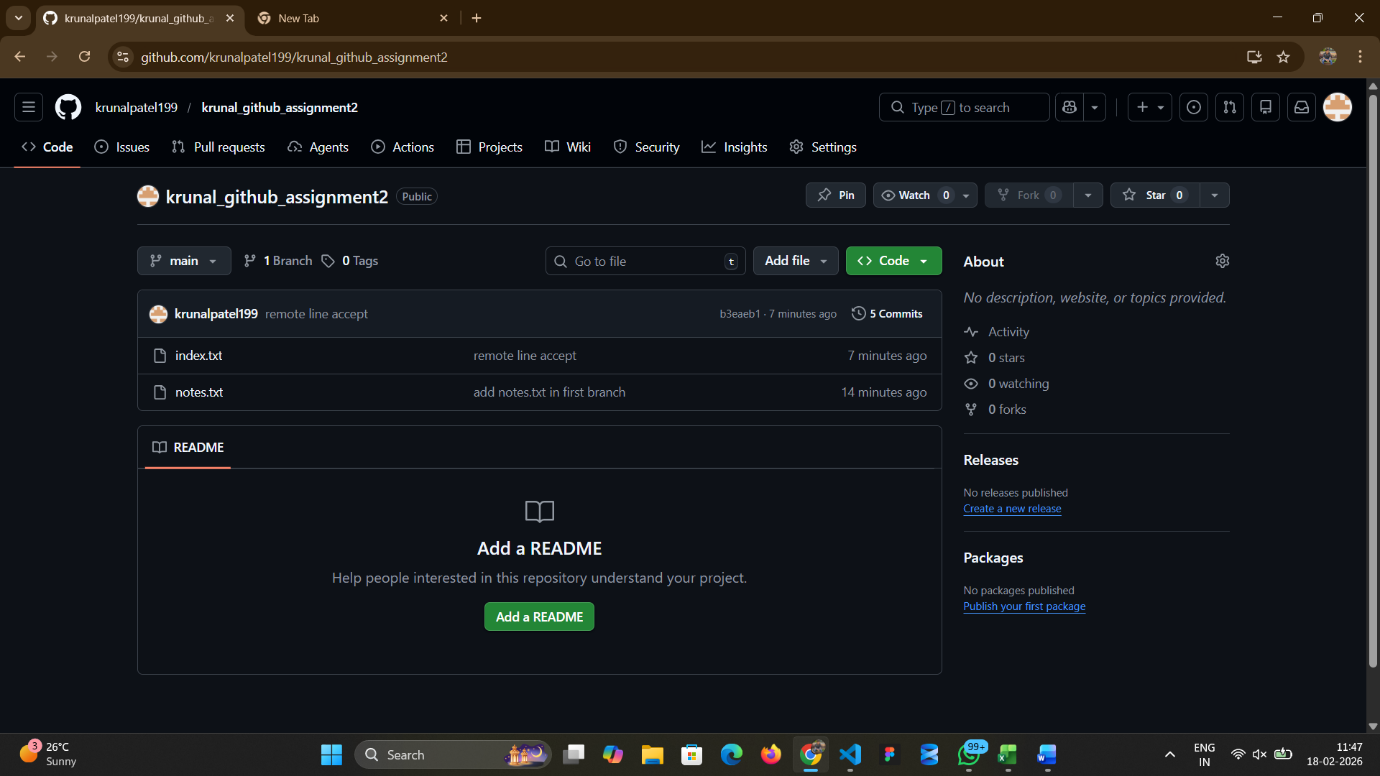 krunalpatel199/krunal_github_a
New Tab
github.com/krunalpatel199/krunal_github_assignment2
krunalpatel199 / krunal_github_assignment2
Type / to search
Code Issues Pull requests Agents Actions Projects Wiki Security Insights Settings
krunal_github_assignment2 Public
Pin Watch 0 Fork 0 Star 0
main 1 Branch 0 Tags Go to file t Add file Code
krunalpatel199 remote line accept b3eaeb1 · 7 minutes ago 5 Commits
index.txt remote line accept 7 minutes ago
notes.txt add notes.txt in first branch 14 minutes ago
README
Add a README
Help people interested in this repository understand your project.
Add a README
About
No description, website, or topics provided.
Activity
0 stars
0 watching
0 forks
Releases
No releases published
Create a new release
Packages
No packages published
Publish your first package
3
26°C
Sunny
Search
99+
ENG
IN
11:47
18-02-2026